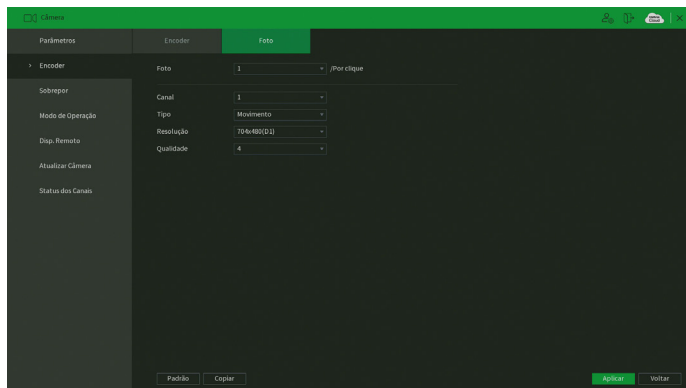 Câmera
Parâmetros
Encoder
Foto
> Encoder
Foto 1 /Por clique
Sobrepor
Canal 1
Modo de Operação
Tipo Movimento
Resolução 704x480(D1)
Disp. Remoto
Qualidade 4
Atualizar Câmera
Status dos Canais
Padrão Copiar Aplicar Voltar